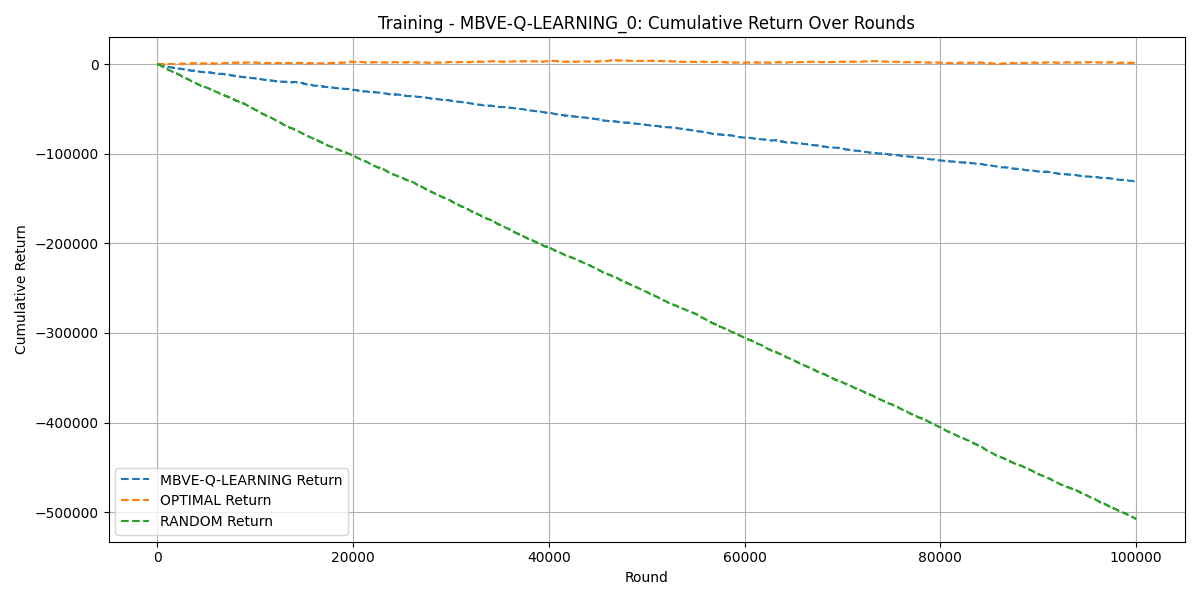 Training - MBVE-Q-LEARNING_0: Cumulative Return Over Rounds
Cumulative Return
0
−100000
−200000
−300000
−400000
−500000
MBVE-Q-LEARNING Return
OPTIMAL Return
RANDOM Return
0 20000 40000 60000 80000 100000
Round